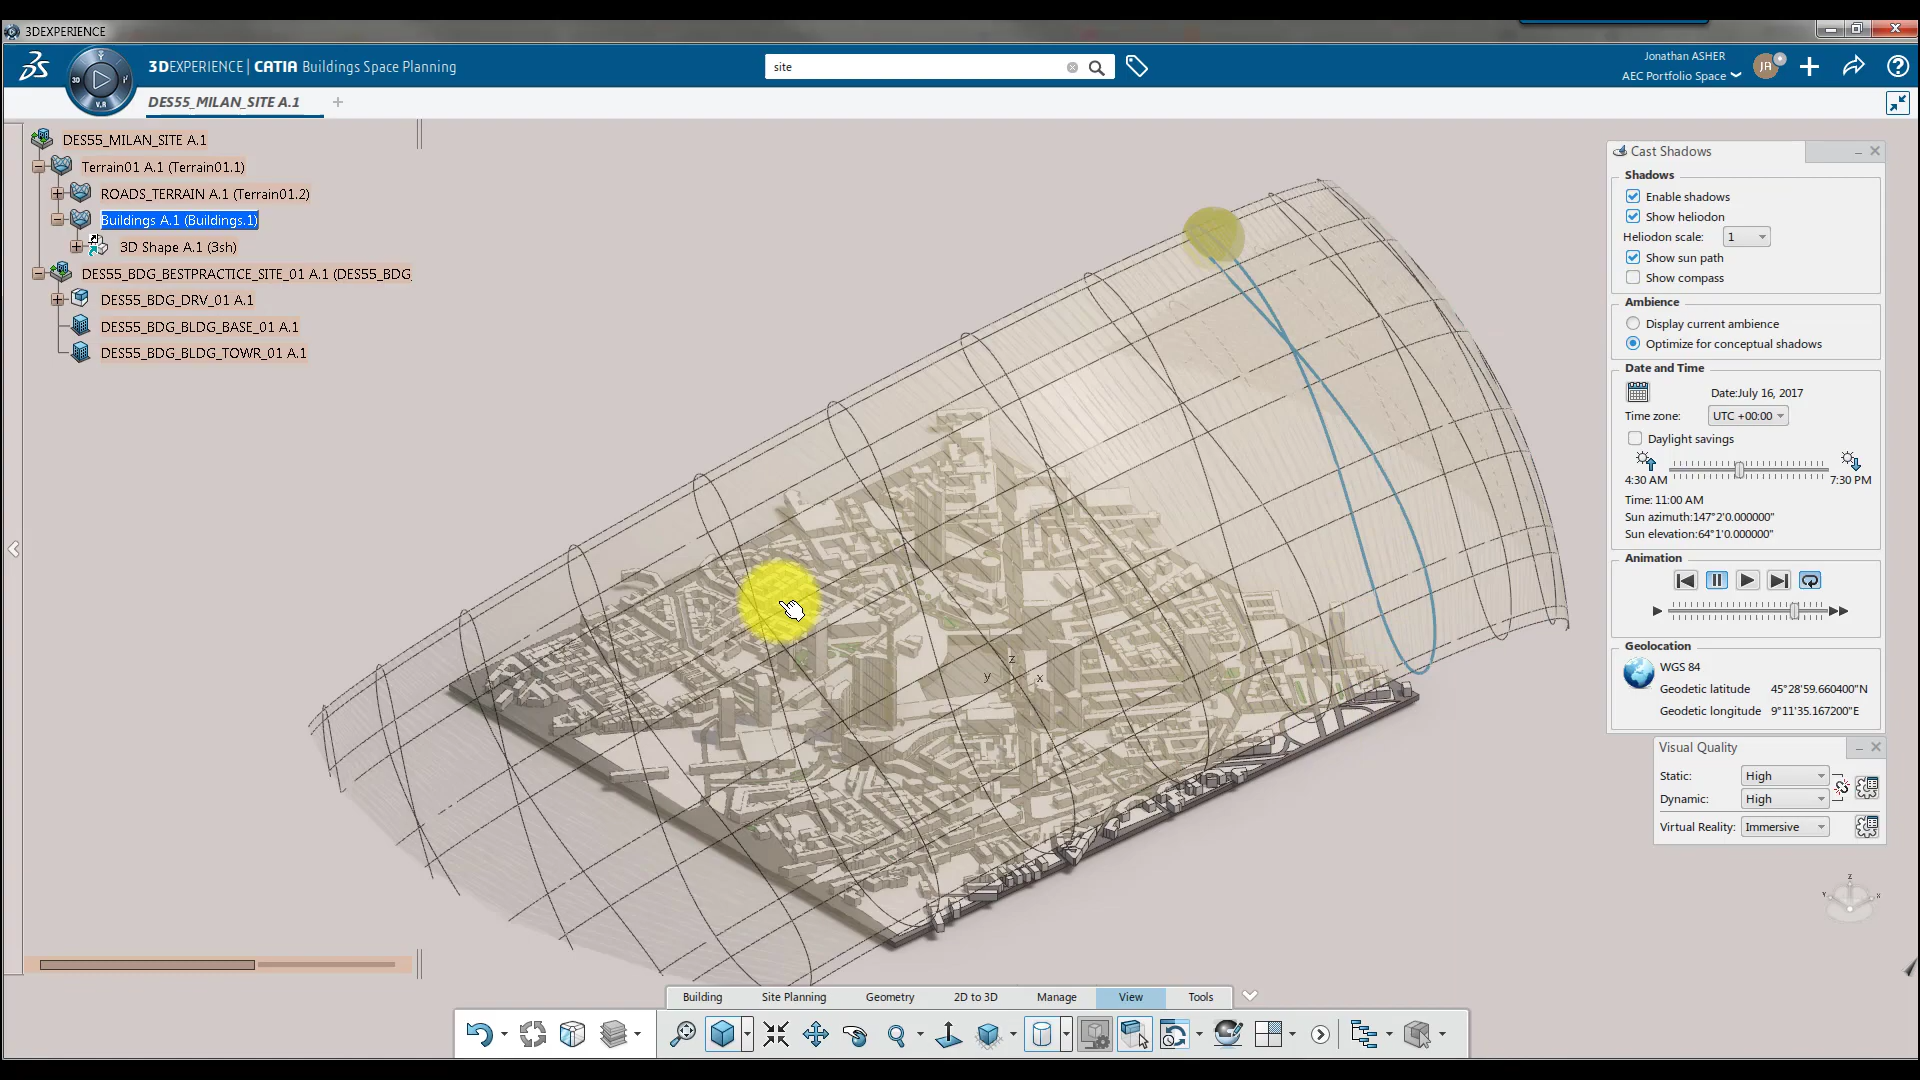 3DEXPERIENCE
3DEXPERIENCE | CATIA Buildings Space Planning
site
Jonathan ASHER
AEC Portfolio Space
JA
3D
V.R
DES55_MILAN_SITE A.1
DES55_MILAN_SITE A.1
Terrain01 A.1 (Terrain01.1)
ROADS_TERRAIN A.1 (Terrain01.2)
Buildings A.1 (Buildings.1)
3D Shape A.1 (3sh)
DES55_BDG_BESTPRACTICE_SITE_01 A.1 (DES55_BDG_
DES55_BDG_DRV_01 A.1
DES55_BDG_BLDG_BASE_01 A.1
DES55_BDG_BLDG_TOWR_01 A.1
z
y
x
Cast Shadows
Shadows
Enable shadows
Show heliodon
Heliodon scale: 1
Show sun path
Show compass
Ambience
Display current ambience
Optimize for conceptual shadows
Date and Time
Date:July 16, 2017
Time zone: UTC +00:00
Daylight savings
4:30 AM 7:30 PM
Time: 11:00 AM
Sun azimuth:147°2'0.000000"
Sun elevation:64°1'0.000000"
Animation
Geolocation
WGS 84
Geodetic latitude 45°28'59.660400"N
Geodetic longitude 9°11'35.167200"E
Visual Quality
Static: High
Dynamic: High
Virtual Reality: Immersive
Z
Y
X
Building Site Planning Geometry 2D to 3D Manage View Tools